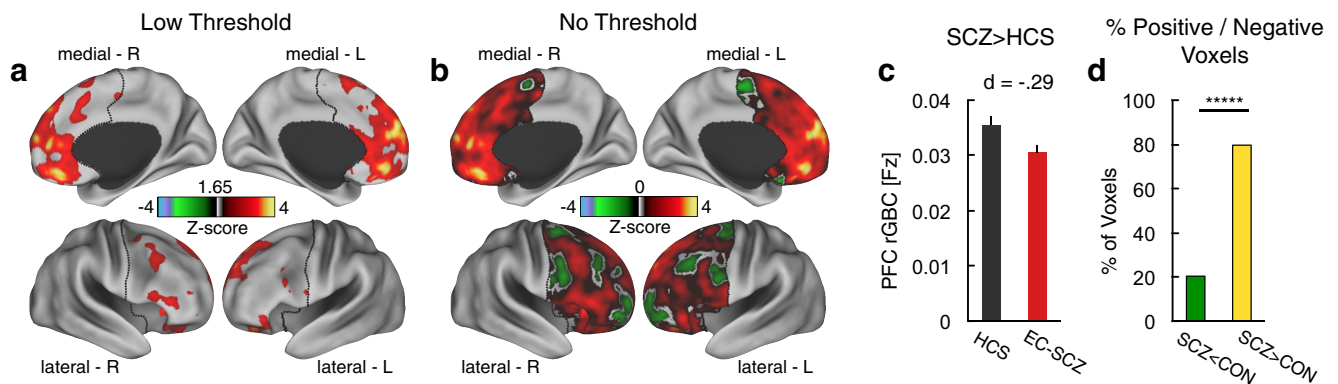 Low Threshold
No Threshold
SCZ>HCS
% Positive / Negative
Voxels
a
medial - R
medial - L
b
medial - R
medial - L
c
d = -.29
d
*****
1.65
-4
4
Z-score
0
-4
4
Z-score
lateral - R
lateral - L
lateral - R
lateral - L
PFC rGBC [Fz]
0.04
0.03
0.02
0.01
0
HCS
EC-SCZ
% of Voxels
100
80
60
40
20
0
SCZ<CON
SCZ>CON